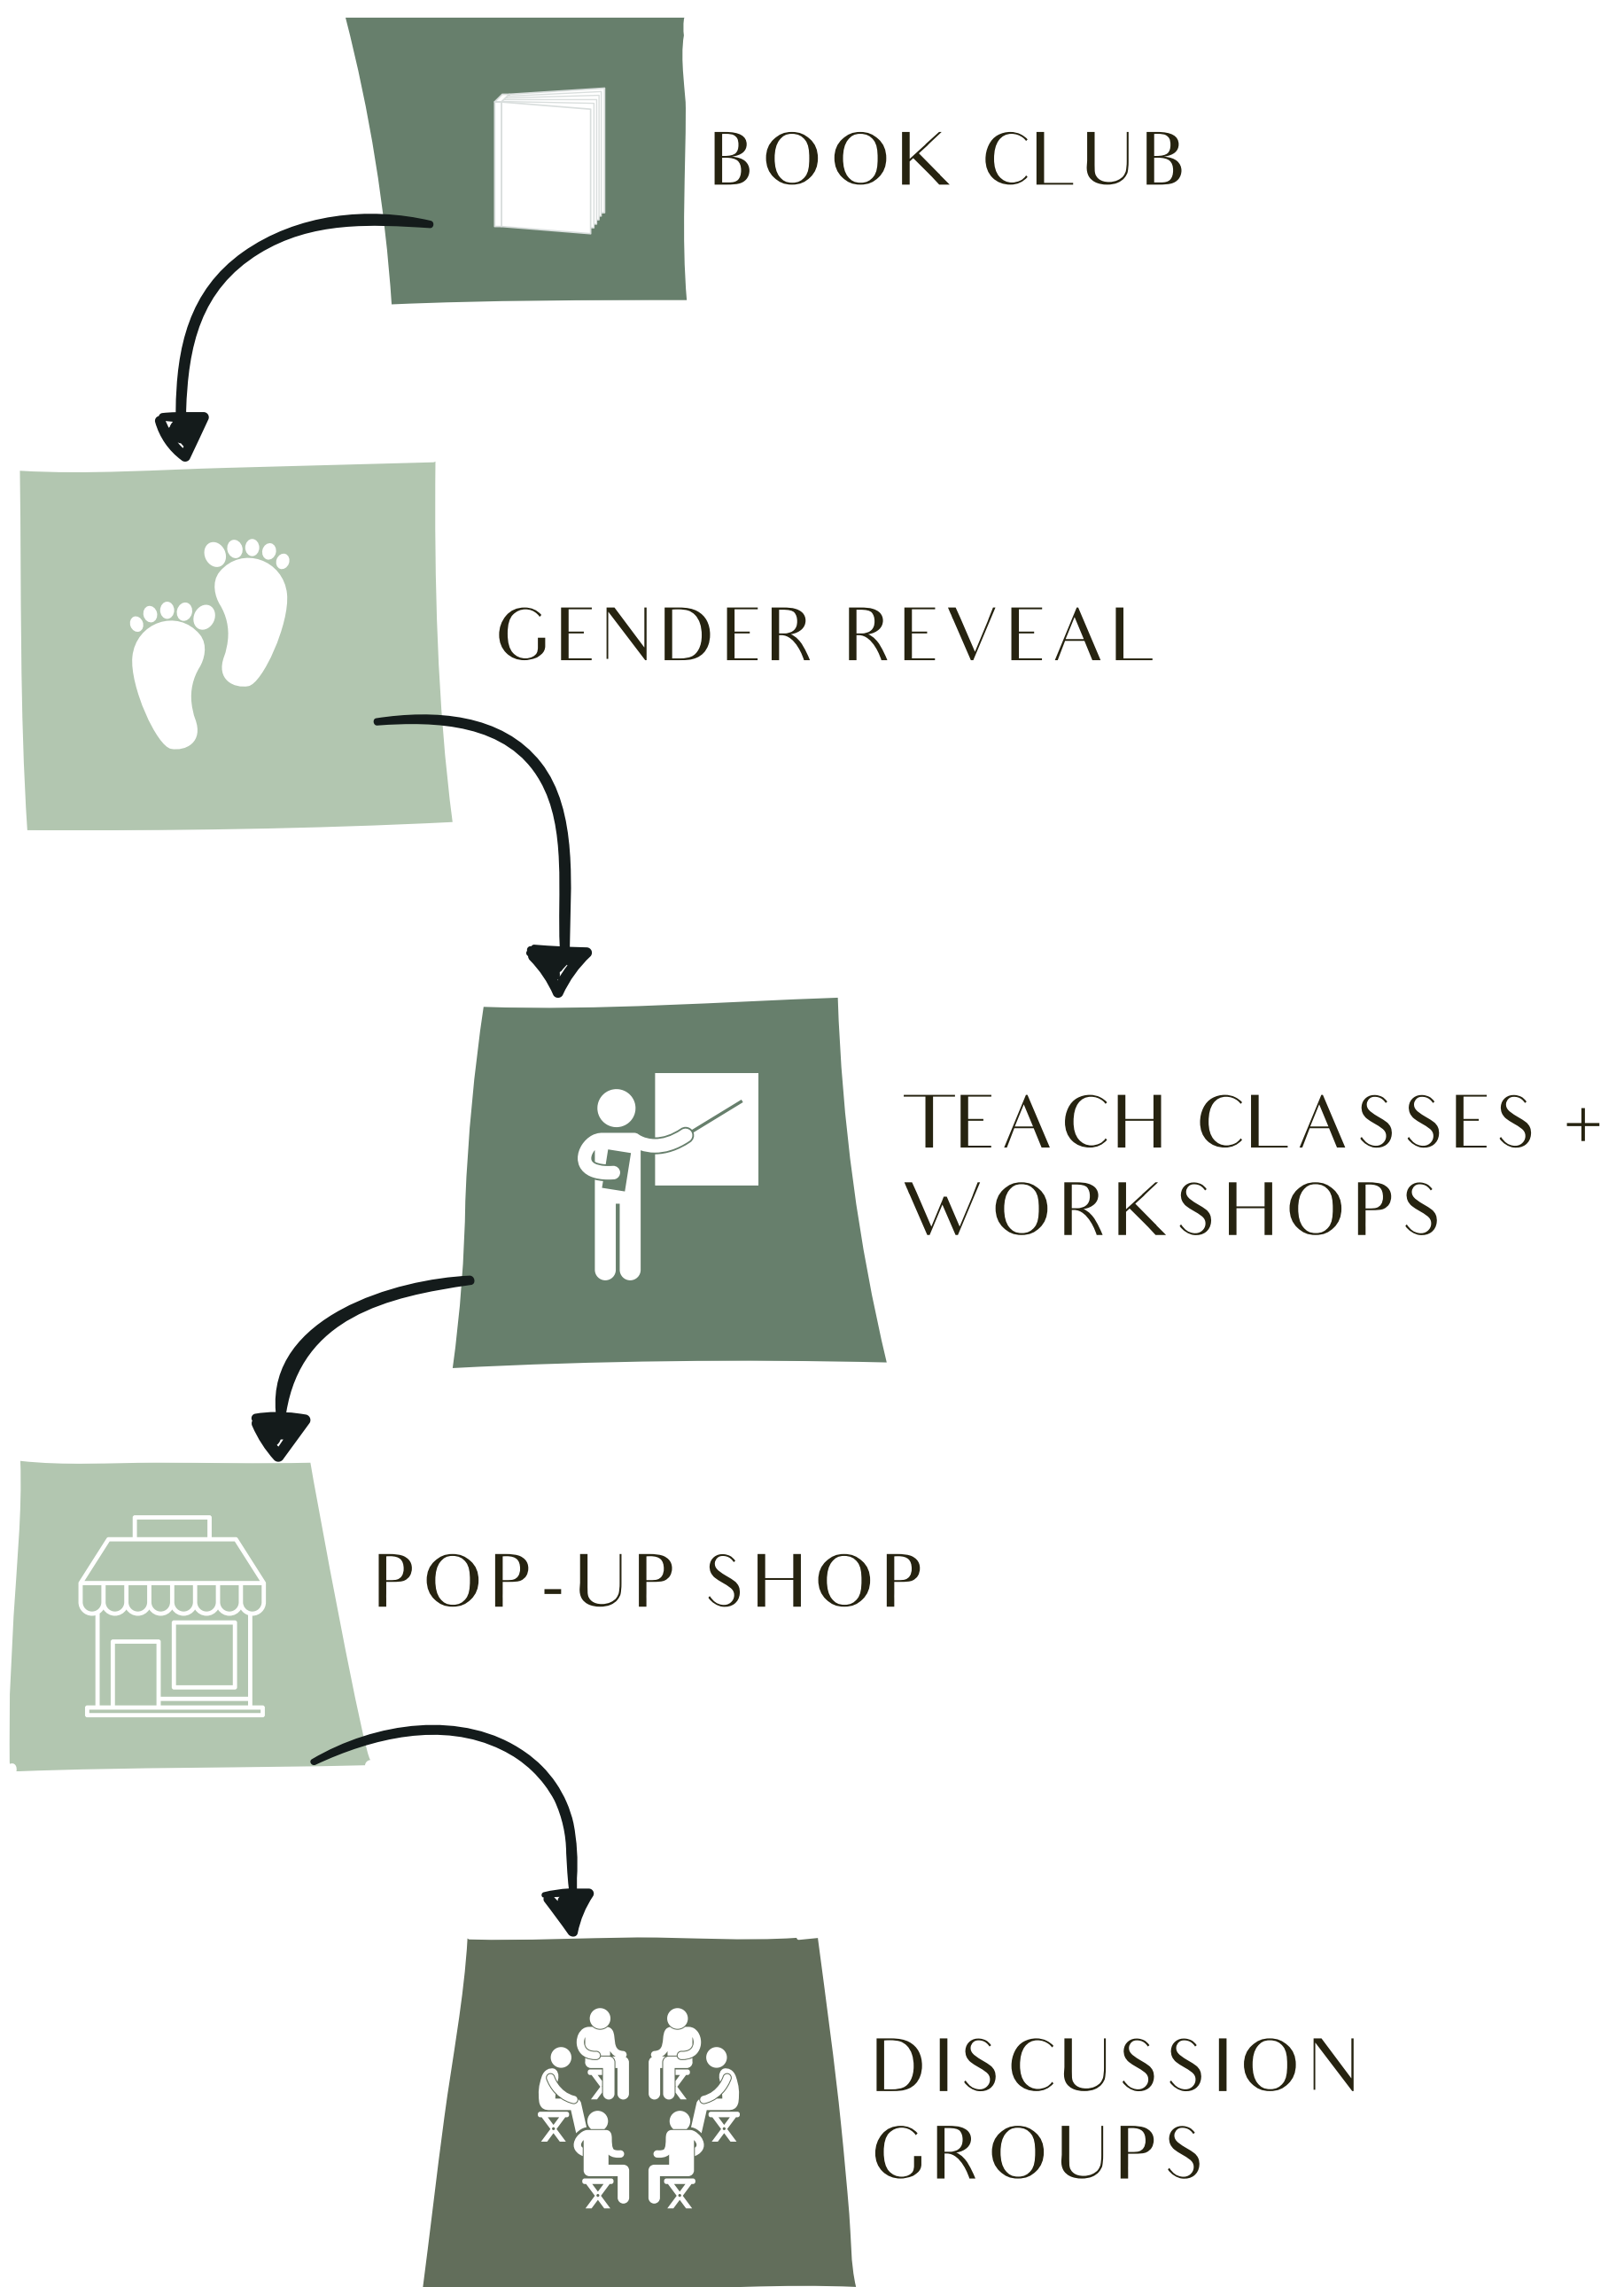 BOOK CLUB
GENDER REVEAL
TEACH CLASSES +
WORKSHOPS
POP-UP SHOP
DISCUSSION
GROUPS